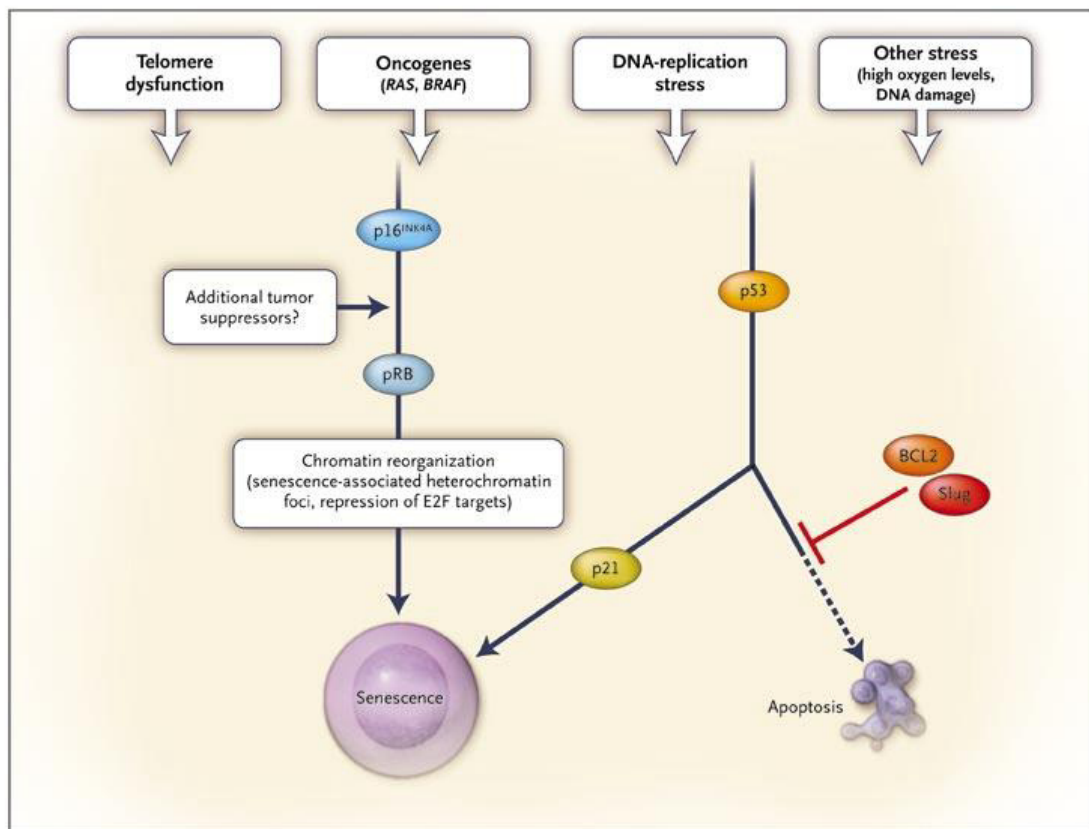 Telomere
dysfunction
Oncogenes
(RAS, BRAF)
DNA-replication
stress
Other stress
(high oxygen levels,
DNA damage)
p16INK4A
Additional tumor
suppressors?
p53
pRB
Chromatin reorganization
(senescence-associated heterochromatin
foci, repression of E2F targets)
BCL2
Slug
p21
Senescence
Apoptosis